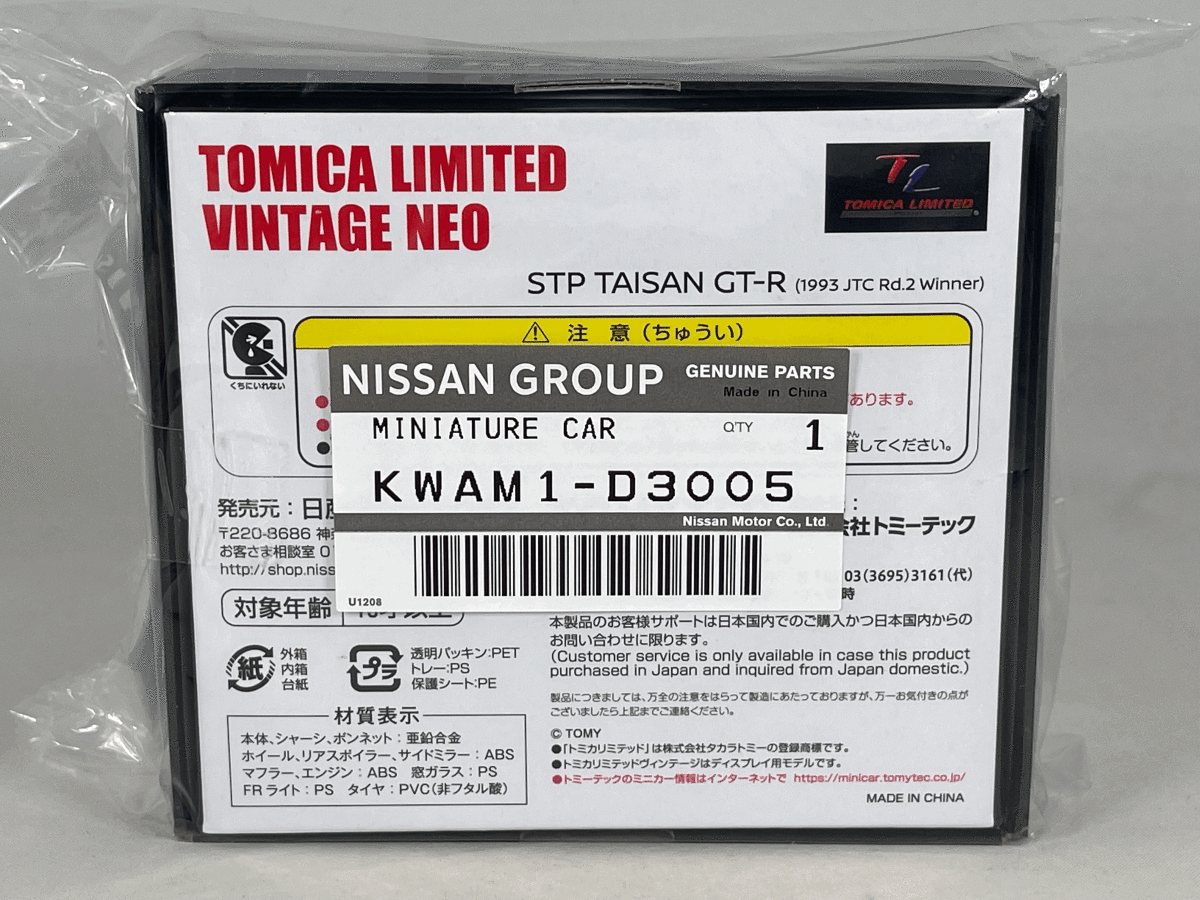 TOMICA LIMITED
VINTAGE NEO
TL
TOMICA LIMITED
STP TAISAN GT-R (1993 JTC Rd.2 Winner)
くちにいれない
⚠ 注 意 (ちゅうい)
あります。
管してください。
NISSAN GROUP GENUINE PARTS
Made in China
MINIATURE CAR Q'TY 1
KWAM1-D3005
Nissan Motor Co., Ltd.
U1208
発売元:日産
〒220-8686 神奈
お客さま相談室
http://shop.niss
会社トミーテック
03(3695)3161(代)
時
対象年齢
本製品のお客様サポートは日本国内でのご購入かつ日本国内からの
お問い合わせに限ります。
(Customer service is only available in case this product
purchased in Japan and inquired from Japan domestic.)
紙 外箱
内箱
台紙
プラ 透明パッキン:PET
トレー:PS
保護シート:PE
製品につきましては、万全の注意をはらって製造にあたっておりますが、万一お気付きの点が
ございましたら上記までご連絡ください。
材質表示
本体、シャーシ、ボンネット:亜鉛合金
ホイール、リアスポイラー、サイドミラー:ABS
マフラー、エンジン:ABS 窓ガラス:PS
FRライト:PS タイヤ:PVC(非フタル酸)
© TOMY
●「トミカリミテッド」は株式会社タカラトミーの登録商標です。
●トミカリミテッドヴィンテージはディスプレイ用モデルです。
●トミーテックのミニカー情報はインターネットで https://minicar.tomytec.co.jp/
MADE IN CHINA